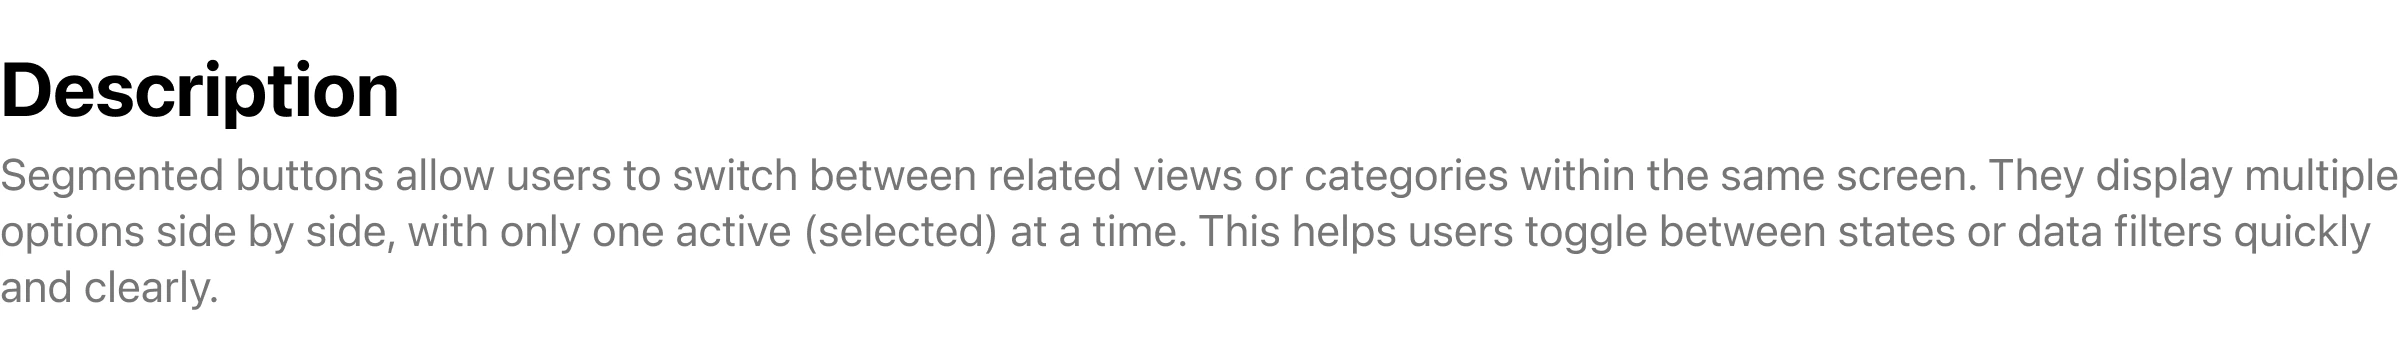 Description
Segmented buttons allow users to switch between related views or categories within the same screen. They display multiple
options side by side, with only one active (selected) at a time. This helps users toggle between states or data filters quickly
and clearly.